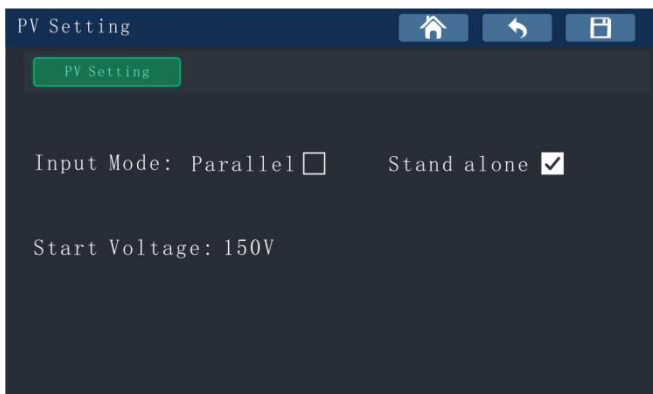 PV Setting
PV Setting
Input Mode: Parallel Stand alone
Start Voltage: 150V